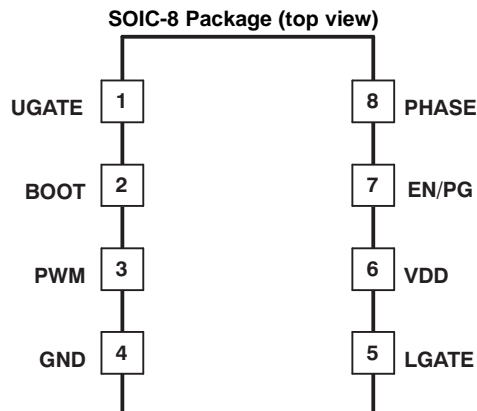 SOIC-8 Package (top view)
UGATE 1 8 PHASE
BOOT 2 7 EN/PG
PWM 3 6 VDD
GND 4 5 LGATE